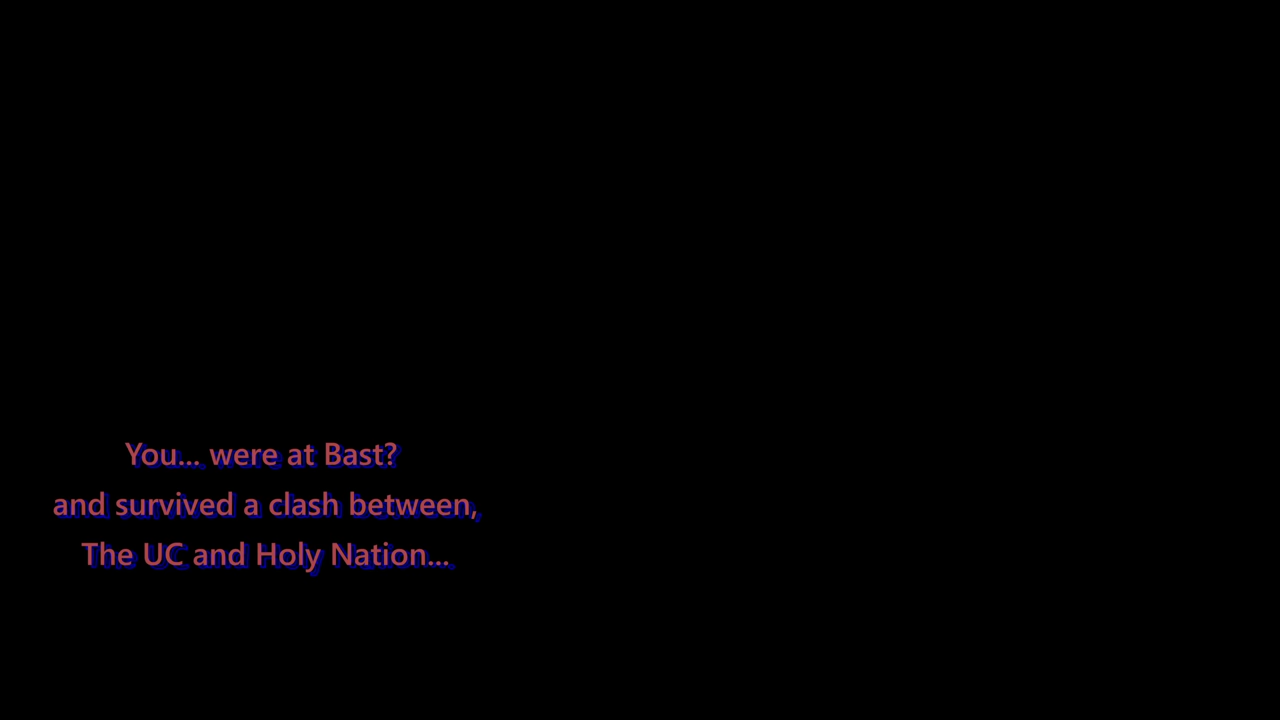 You... were at Bast?
and survived a clash between,
The UC and Holy Nation...